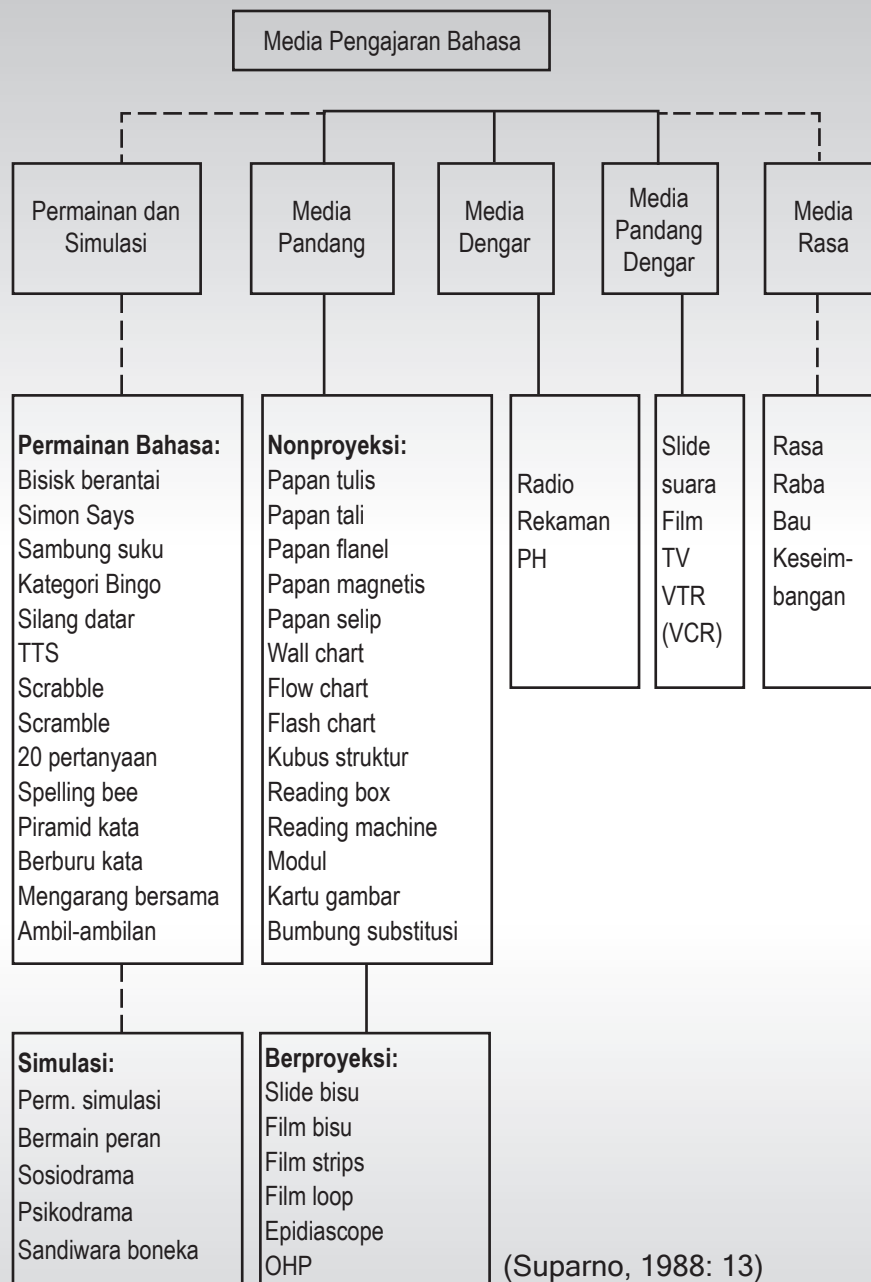 Media Pengajaran Bahasa
Permainan dan
Simulasi
Media
Pandang
Media
Dengar
Media
Pandang
Dengar
Media
Rasa
Permainan Bahasa:
Bisisk berantai
Simon Says
Sambung suku
Kategori Bingo
Silang datar
TTS
Scrabble
Scramble
20 pertanyaan
Spelling bee
Piramid kata
Berburu kata
Mengarang bersama
Ambil-ambilan
Nonproyeksi:
Papan tulis
Papan tali
Papan flanel
Papan magnetis
Papan selip
Wall chart
Flow chart
Flash chart
Kubus struktur
Reading box
Reading machine
Modul
Kartu gambar
Bumbung substitusi
Radio
Rekaman
PH
Slide
suara
Film
TV
VTR
(VCR)
Rasa
Raba
Bau
Keseim-
bangan
Simulasi:
Perm. simulasi
Bermain peran
Sosiodrama
Psikodrama
Sandiwara boneka
Berproyeksi:
Slide bisu
Film bisu
Film strips
Film loop
Epidiascope
OHP
(Suparno, 1988: 13)